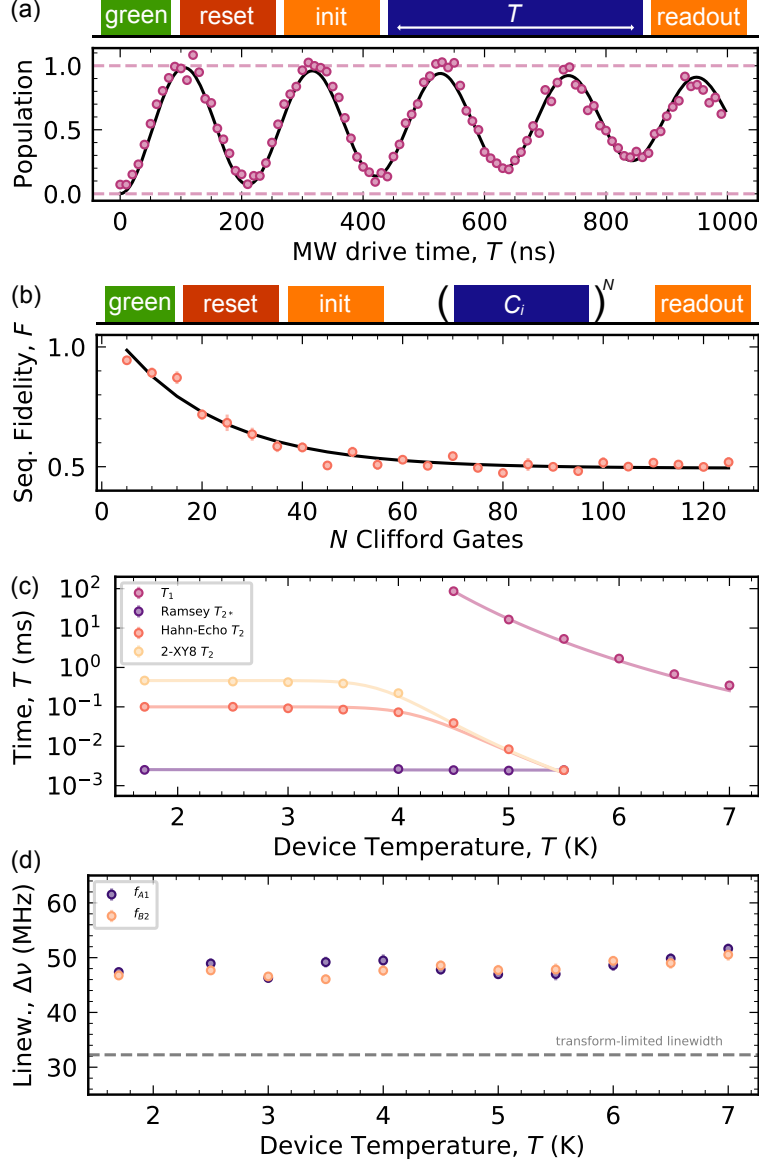 (a)
green reset init T readout
Population
1.0
0.5
0.0
0 200 400 600 800 1000
MW drive time, T (ns)
(b)
green reset init ( C_i )^N readout
Seq. Fidelity, F
1.0
0.5
0 20 40 60 80 100 120
N Clifford Gates
(c)
Time, T (ms)
10^2
10^1
10^0
10^-1
10^-2
10^-3
T_1
Ramsey T_2*
Hahn-Echo T_2
2-XY8 T_2
2 3 4 5 6 7
Device Temperature, T (K)
(d)
Linew., Δν (MHz)
60
50
40
30
f_A1
f_B2
transform-limited linewidth
2 3 4 5 6 7
Device Temperature, T (K)